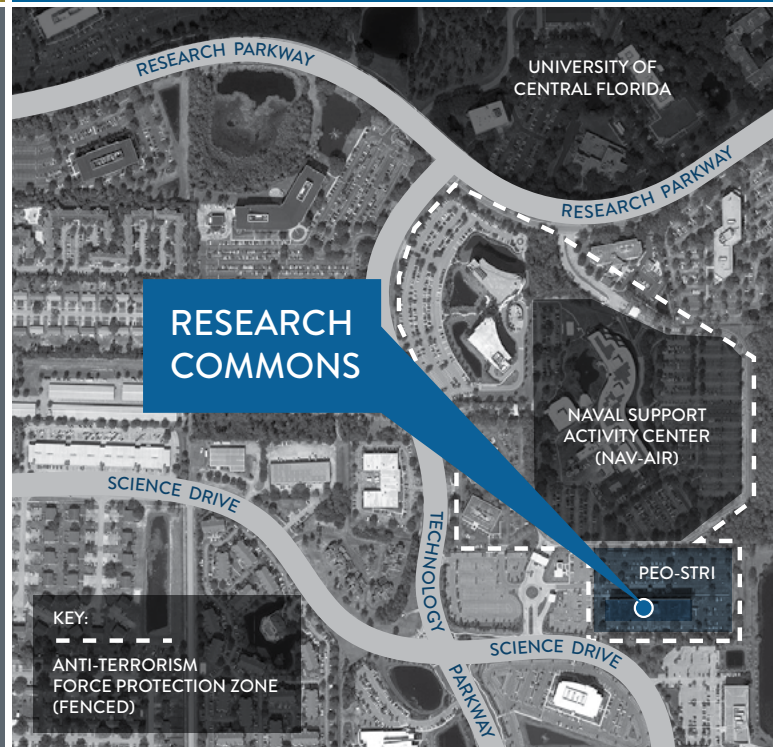 RESEARCH PARKWAY
UNIVERSITY OF
CENTRAL FLORIDA
RESEARCH PARKWAY
RESEARCH
COMMONS
NAVAL SUPPORT
ACTIVITY CENTER
(NAV-AIR)
SCIENCE DRIVE
TECHNOLOGY PARKWAY
PEO-STRI
SCIENCE DRIVE
KEY:
ANTI-TERRORISM
FORCE PROTECTION ZONE
(FENCED)